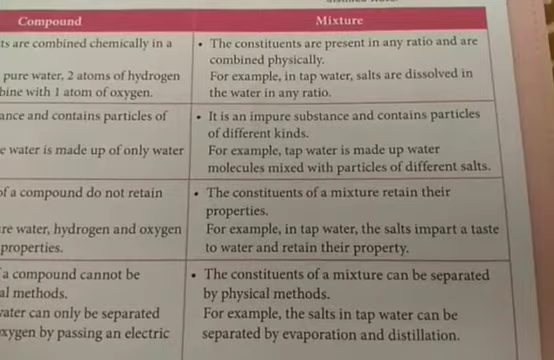 Compound
Mixture
ts are combined chemically in a
pure water, 2 atoms of hydrogen
bine with 1 atom of oxygen.
• The constituents are present in any ratio and are
combined physically.
For example, in tap water, salts are dissolved in
the water in any ratio.
ance and contains particles of
e water is made up of only water
• It is an impure substance and contains particles
of different kinds.
For example, tap water is made up water
molecules mixed with particles of different salts.
of a compound do not retain
re water, hydrogen and oxygen
properties.
• The constituents of a mixture retain their
properties.
For example, in tap water, the salts impart a taste
to water and retain their property.
a compound cannot be
al methods.
vater can only be separated
xygen by passing an electric
• The constituents of a mixture can be separated
by physical methods.
For example, the salts in tap water can be
separated by evaporation and distillation.